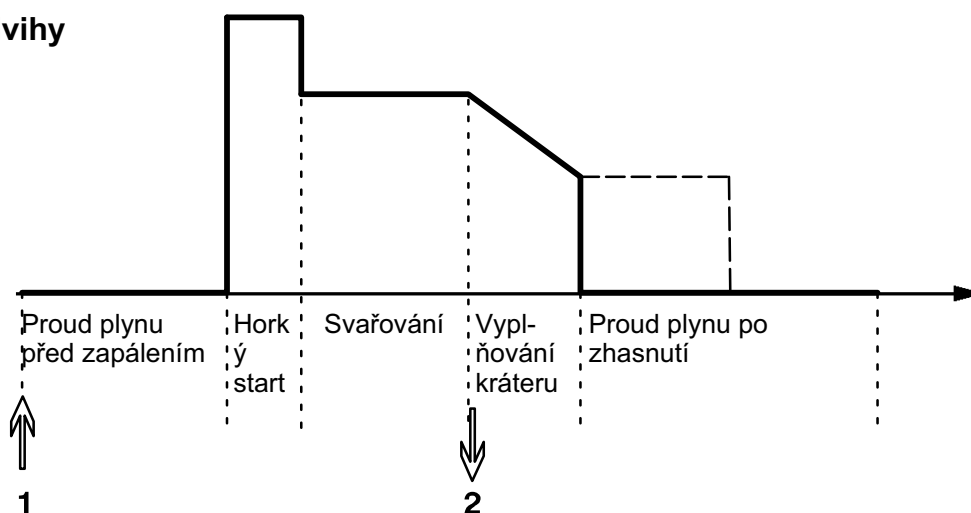 vihy
Proud plynu
před zapálením
Hork
ý
start
Svařování
Vypl-
ňování
kráteru
Proud plynu po
zhasnutí
1
2